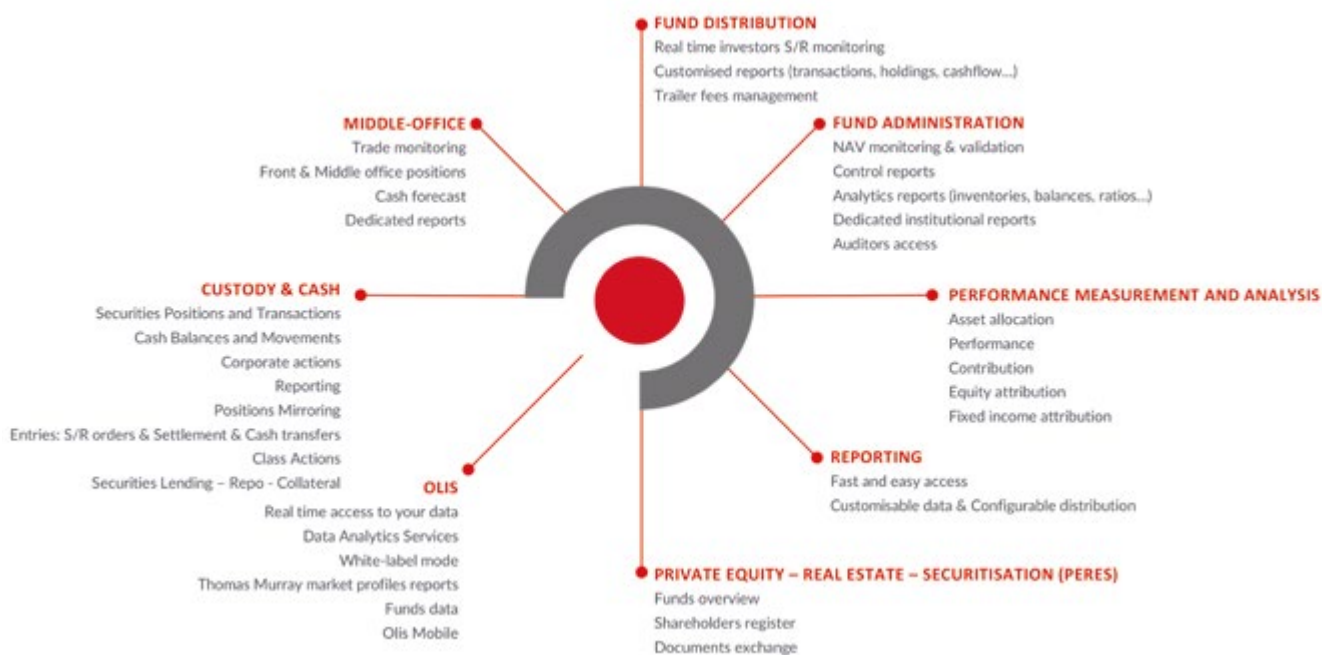 FUND DISTRIBUTION
Real time investors S/R monitoring
Customised reports (transactions, holdings, cashflow...)
Trailer fees management
MIDDLE-OFFICE
Trade monitoring
Front & Middle office positions
Cash forecast
Dedicated reports
FUND ADMINISTRATION
NAV monitoring & validation
Control reports
Analytics reports (inventories, balances, ratios...)
Dedicated institutional reports
Auditors access
CUSTODY & CASH
Securities Positions and Transactions
Cash Balances and Movements
Corporate actions
Reporting
Positions Mirroring
Entries: S/R orders & Settlement & Cash transfers
Class Actions
Securities Lending – Repo - Collateral
PERFORMANCE MEASUREMENT AND ANALYSIS
Asset allocation
Performance
Contribution
Equity attribution
Fixed income attribution
REPORTING
Fast and easy access
Customisable data & Configurable distribution
OLIS
Real time access to your data
Data Analytics Services
White-label mode
Thomas Murray market profiles reports
Funds data
Olis Mobile
PRIVATE EQUITY – REAL ESTATE – SECURITISATION (PERES)
Funds overview
Shareholders register
Documents exchange